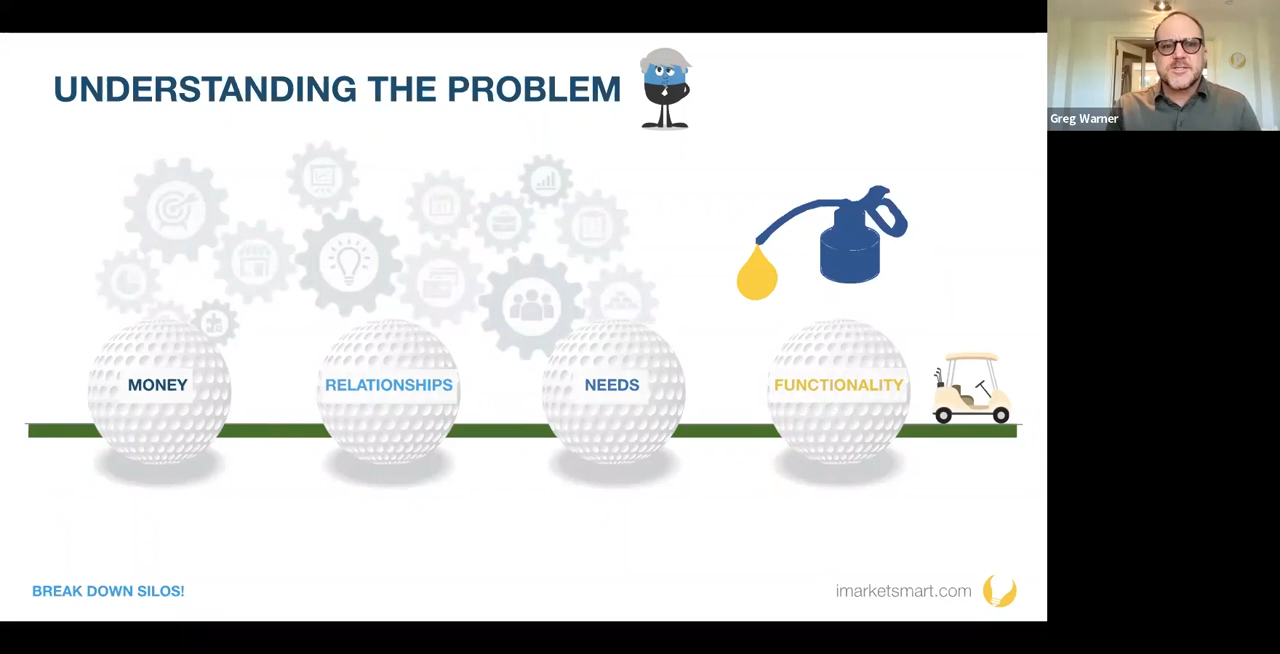 UNDERSTANDING THE PROBLEM
Greg Warner
MONEY
RELATIONSHIPS
NEEDS
FUNCTIONALITY
BREAK DOWN SILOS!
imarketsmart.com